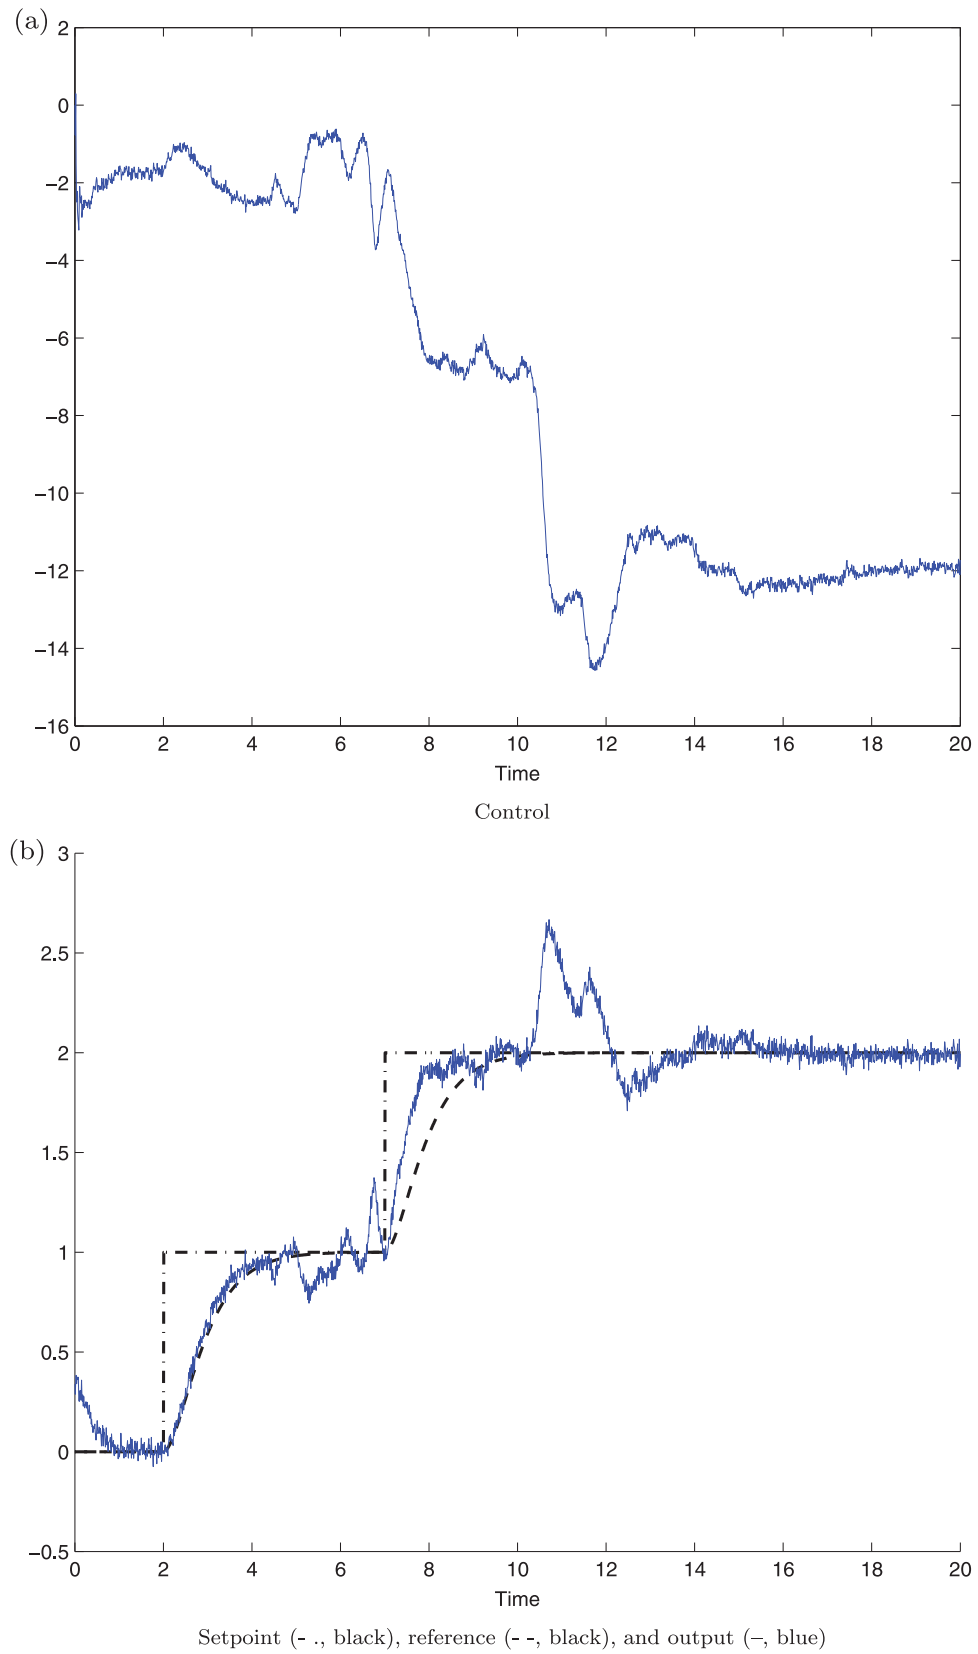 (a)
2
0
−2
−4
−6
−8
−10
−12
−14
−16
0 2 4 6 8 10 12 14 16 18 20
Time
Control
(b)
3
2.5
2
1.5
1
0.5
0
−0.5
0 2 4 6 8 10 12 14 16 18 20
Time
Setpoint (- ., black), reference (- -, black), and output (–, blue)